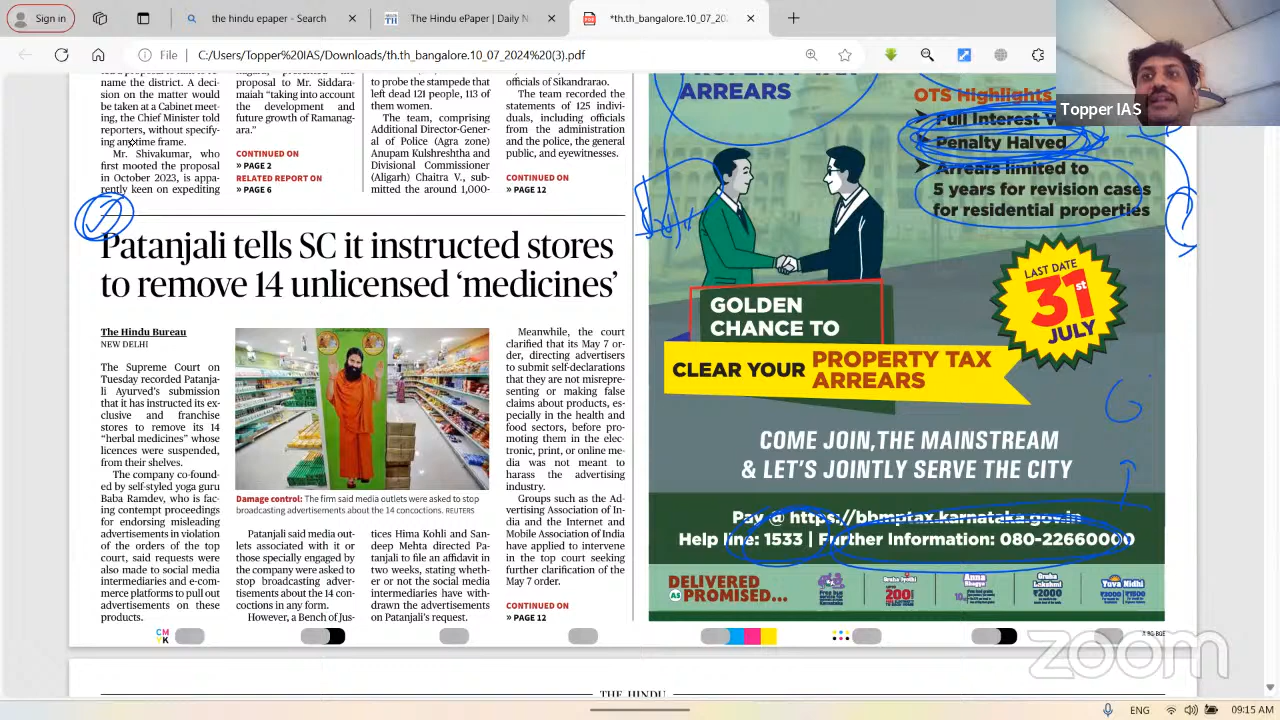 the hindu epaper - Search
The Hindu ePaper | Daily N
*th.th_bangalore.10_07_202
File
C:/Users/Topper%20IAS/Downloads/th.th_bangalore.10_07_2024%20(3).pdf
Topper IAS
name the district. A deci-
sion on the matter would
be taken at a Cabinet meet-
ing, the Chief Minister told
reporters, without specify-
ing any time frame.
Mr. Shivakumar, who
first mooted the proposal
in October 2023, is appa-
rently keen on expediting
maiah "taking into account
the development and
future growth of Ramanag-
ara."
CONTINUED ON
» PAGE 2
RELATED REPORT ON
» PAGE 6
to probe the stampede that
left dead 121 people, 113 of
them women.
The team, comprising
Additional Director-Gener-
al of Police (Agra zone)
Anupam Kulshreshtha and
Divisional Commissioner
(Aligarh) Chaitra V., sub-
mitted the around 1,000-
officials of Sikandrarao.
The team recorded the
statements of 125 indivi-
duals, including officials
from the administration
and the police, the general
public, and eyewitnesses.
CONTINUED ON
» PAGE 12
Patanjali tells SC it instructed stores
to remove 14 unlicensed ‘medicines’
The Hindu Bureau
NEW DELHI
The Supreme Court on
Tuesday recorded Patanja-
li Ayurved's submission
that it has instructed its ex-
clusive and franchise
stores to remove its 14
"herbal medicines" whose
licences were suspended,
from their shelves.
The company co-found-
ed by self-styled yoga guru
Baba Ramdev, who is fac-
ing contempt proceedings
for endorsing misleading
advertisements in violation
of the orders of the top
court, said requests were
also made to social media
intermediaries and e-com-
merce platforms to pull out
advertisements on these
products.
Damage control: The firm said media outlets were asked to stop
broadcasting advertisements about the 14 concoctions. REUTERS
Patanjali said media out-
lets associated with it or
those specially engaged by
the company were asked to
stop broadcasting adver-
tisements about the 14 con-
coctions in any form.
However, a Bench of Jus-
tices Hima Kohli and San-
deep Mehta directed Pa-
tanjali to file an affidavit in
two weeks, stating wheth-
er or not the social media
intermediaries have with-
drawn the advertisements
on Patanjali's request.
Meanwhile, the court
clarified that its May 7 or-
der, directing advertisers
to submit self-declarations
that they are not misrepre-
senting or making false
claims about products, es-
pecially in the health and
food sectors, before pro-
moting them in the elec-
tronic, print, or online me-
dia was not meant to
harass the advertising
industry.
Groups such as the Ad-
vertising Association of In-
dia and the Internet and
Mobile Association of India
have applied to intervene
in the top court seeking
further clarification of the
May 7 order.
CONTINUED ON
» PAGE 12
PROPERTY TAX
ARREARS
OTS Highlights
Full Interest
Penalty Halved
Arrears limited to
5 years for revision cases
for residential properties
LAST DATE
31st
JULY
GOLDEN
CHANCE TO
CLEAR YOUR PROPERTY TAX
ARREARS
COME JOIN,THE MAINSTREAM
& LET'S JOINTLY SERVE THE CITY
Pay @ https://bbmptax.karnataka.gov.in
Help line: 1533 | Further Information: 080-22660000
DELIVERED
AS PROMISED...
Gruha Jyothi
200
Anna
Bhagya
Gruha
Lakshmi
₹2000
Yuva Nidhi
₹3000
₹1500
CM
YK
THE HINDU
zoom
ENG
09:15 AM